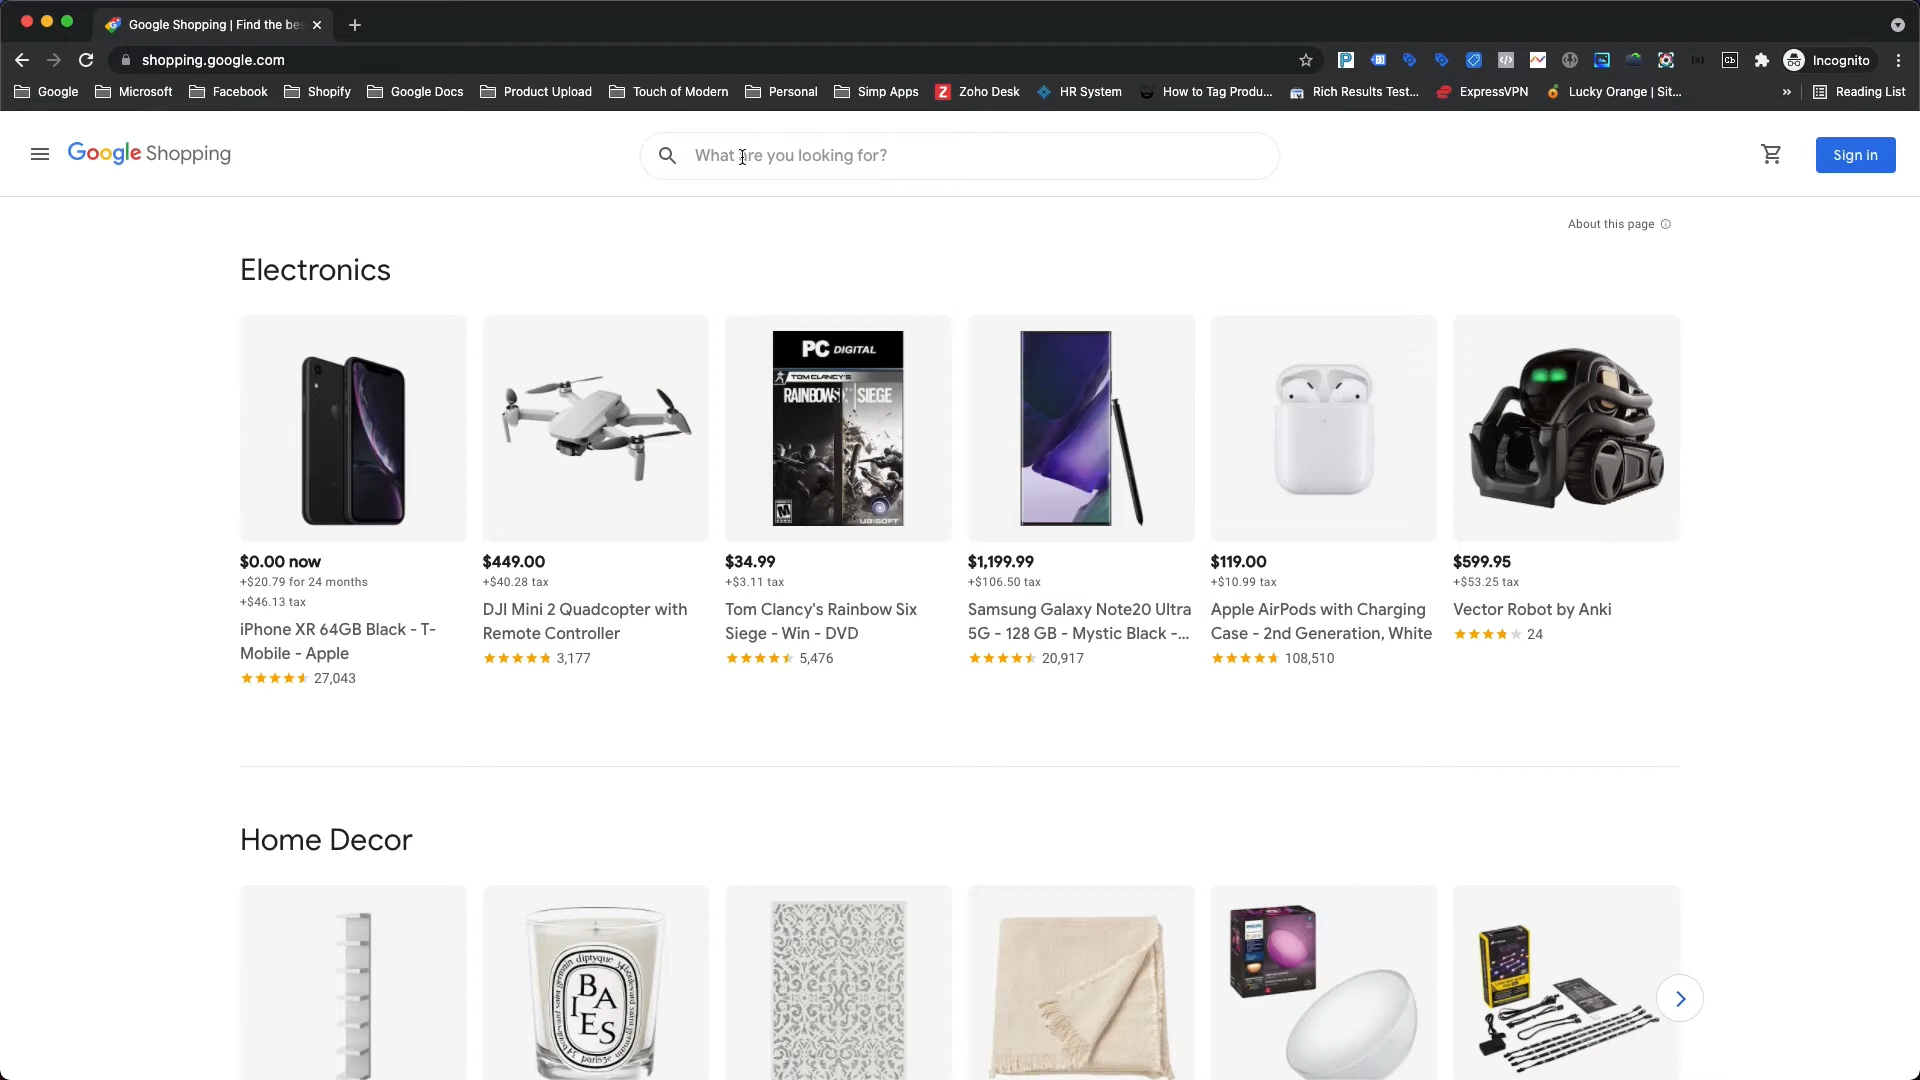 Google Shopping | Find the bes
shopping.google.com
Incognito
Google
Microsoft
Facebook
Shopify
Google Docs
Product Upload
Touch of Modern
Personal
Simp Apps
Zoho Desk
HR System
How to Tag Produ...
Rich Results Test...
ExpressVPN
Lucky Orange | Sit...
»
Reading List
Google Shopping
What are you looking for?
Sign in
About this page
Electronics
PC DIGITAL
TOM CLANCY'S
RAINBOW SIX | SIEGE
UBISOFT
$0.00 now
+$20.79 for 24 months
+$46.13 tax
iPhone XR 64GB Black - T-
Mobile - Apple
27,043
$449.00
+$40.28 tax
DJI Mini 2 Quadcopter with
Remote Controller
3,177
$34.99
+$3.11 tax
Tom Clancy's Rainbow Six
Siege - Win - DVD
5,476
$1,199.99
+$106.50 tax
Samsung Galaxy Note20 Ultra
5G - 128 GB - Mystic Black -...
20,917
$119.00
+$10.99 tax
Apple AirPods with Charging
Case - 2nd Generation, White
108,510
$599.95
+$53.25 tax
Vector Robot by Anki
24
Home Decor
diptyque
BAIES
PHILIPS